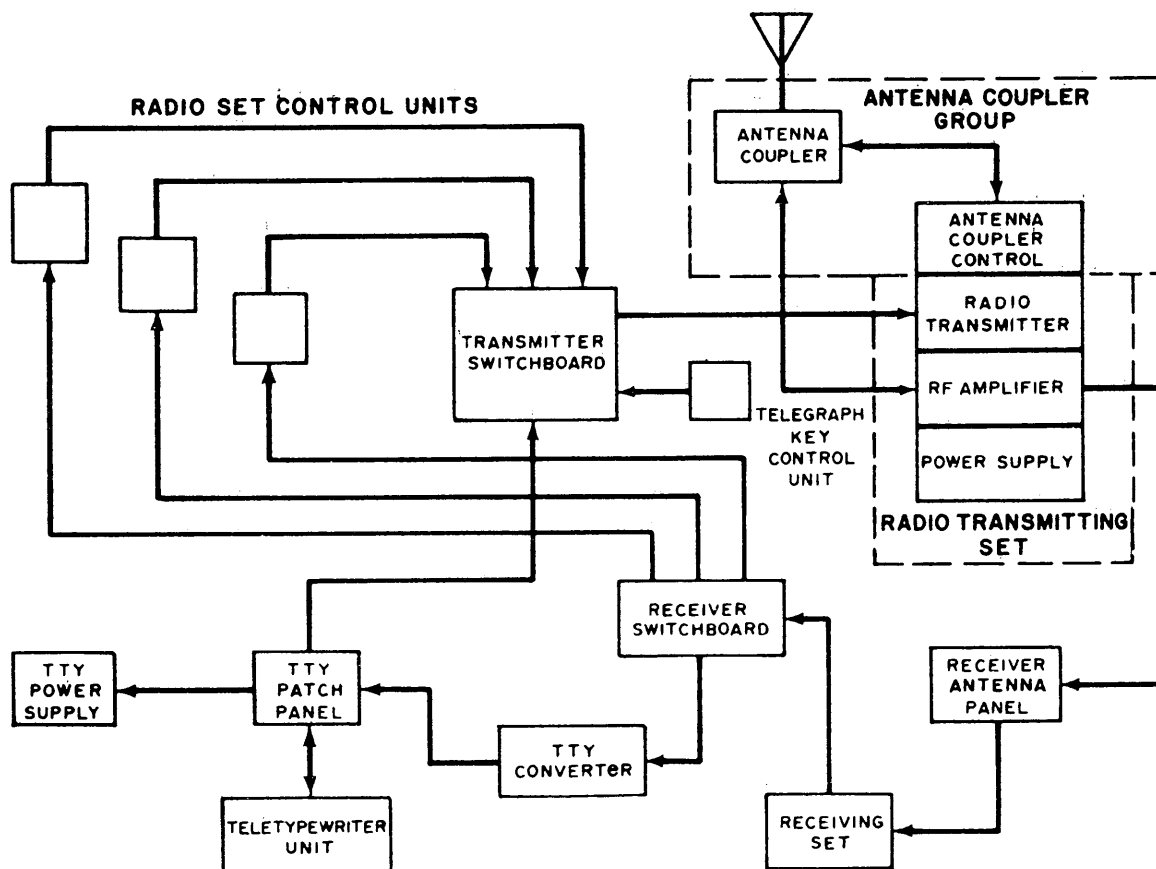 RADIO SET CONTROL UNITS
ANTENNA COUPLER
GROUP
ANTENNA
COUPLER
ANTENNA
COUPLER
CONTROL
RADIO
TRANSMITTER
TRANSMITTER
SWITCHBOARD
RF AMPLIFIER
TELEGRAPH
KEY
CONTROL
UNIT
POWER SUPPLY
RADIO TRANSMITTING
SET
RECEIVER
SWITCHBOARD
TTY
POWER
SUPPLY
TTY
PATCH
PANEL
RECEIVER
ANTENNA
PANEL
TTY
CONVERTeR
TELETYPEWRITER
UNIT
RECEIVING
SET